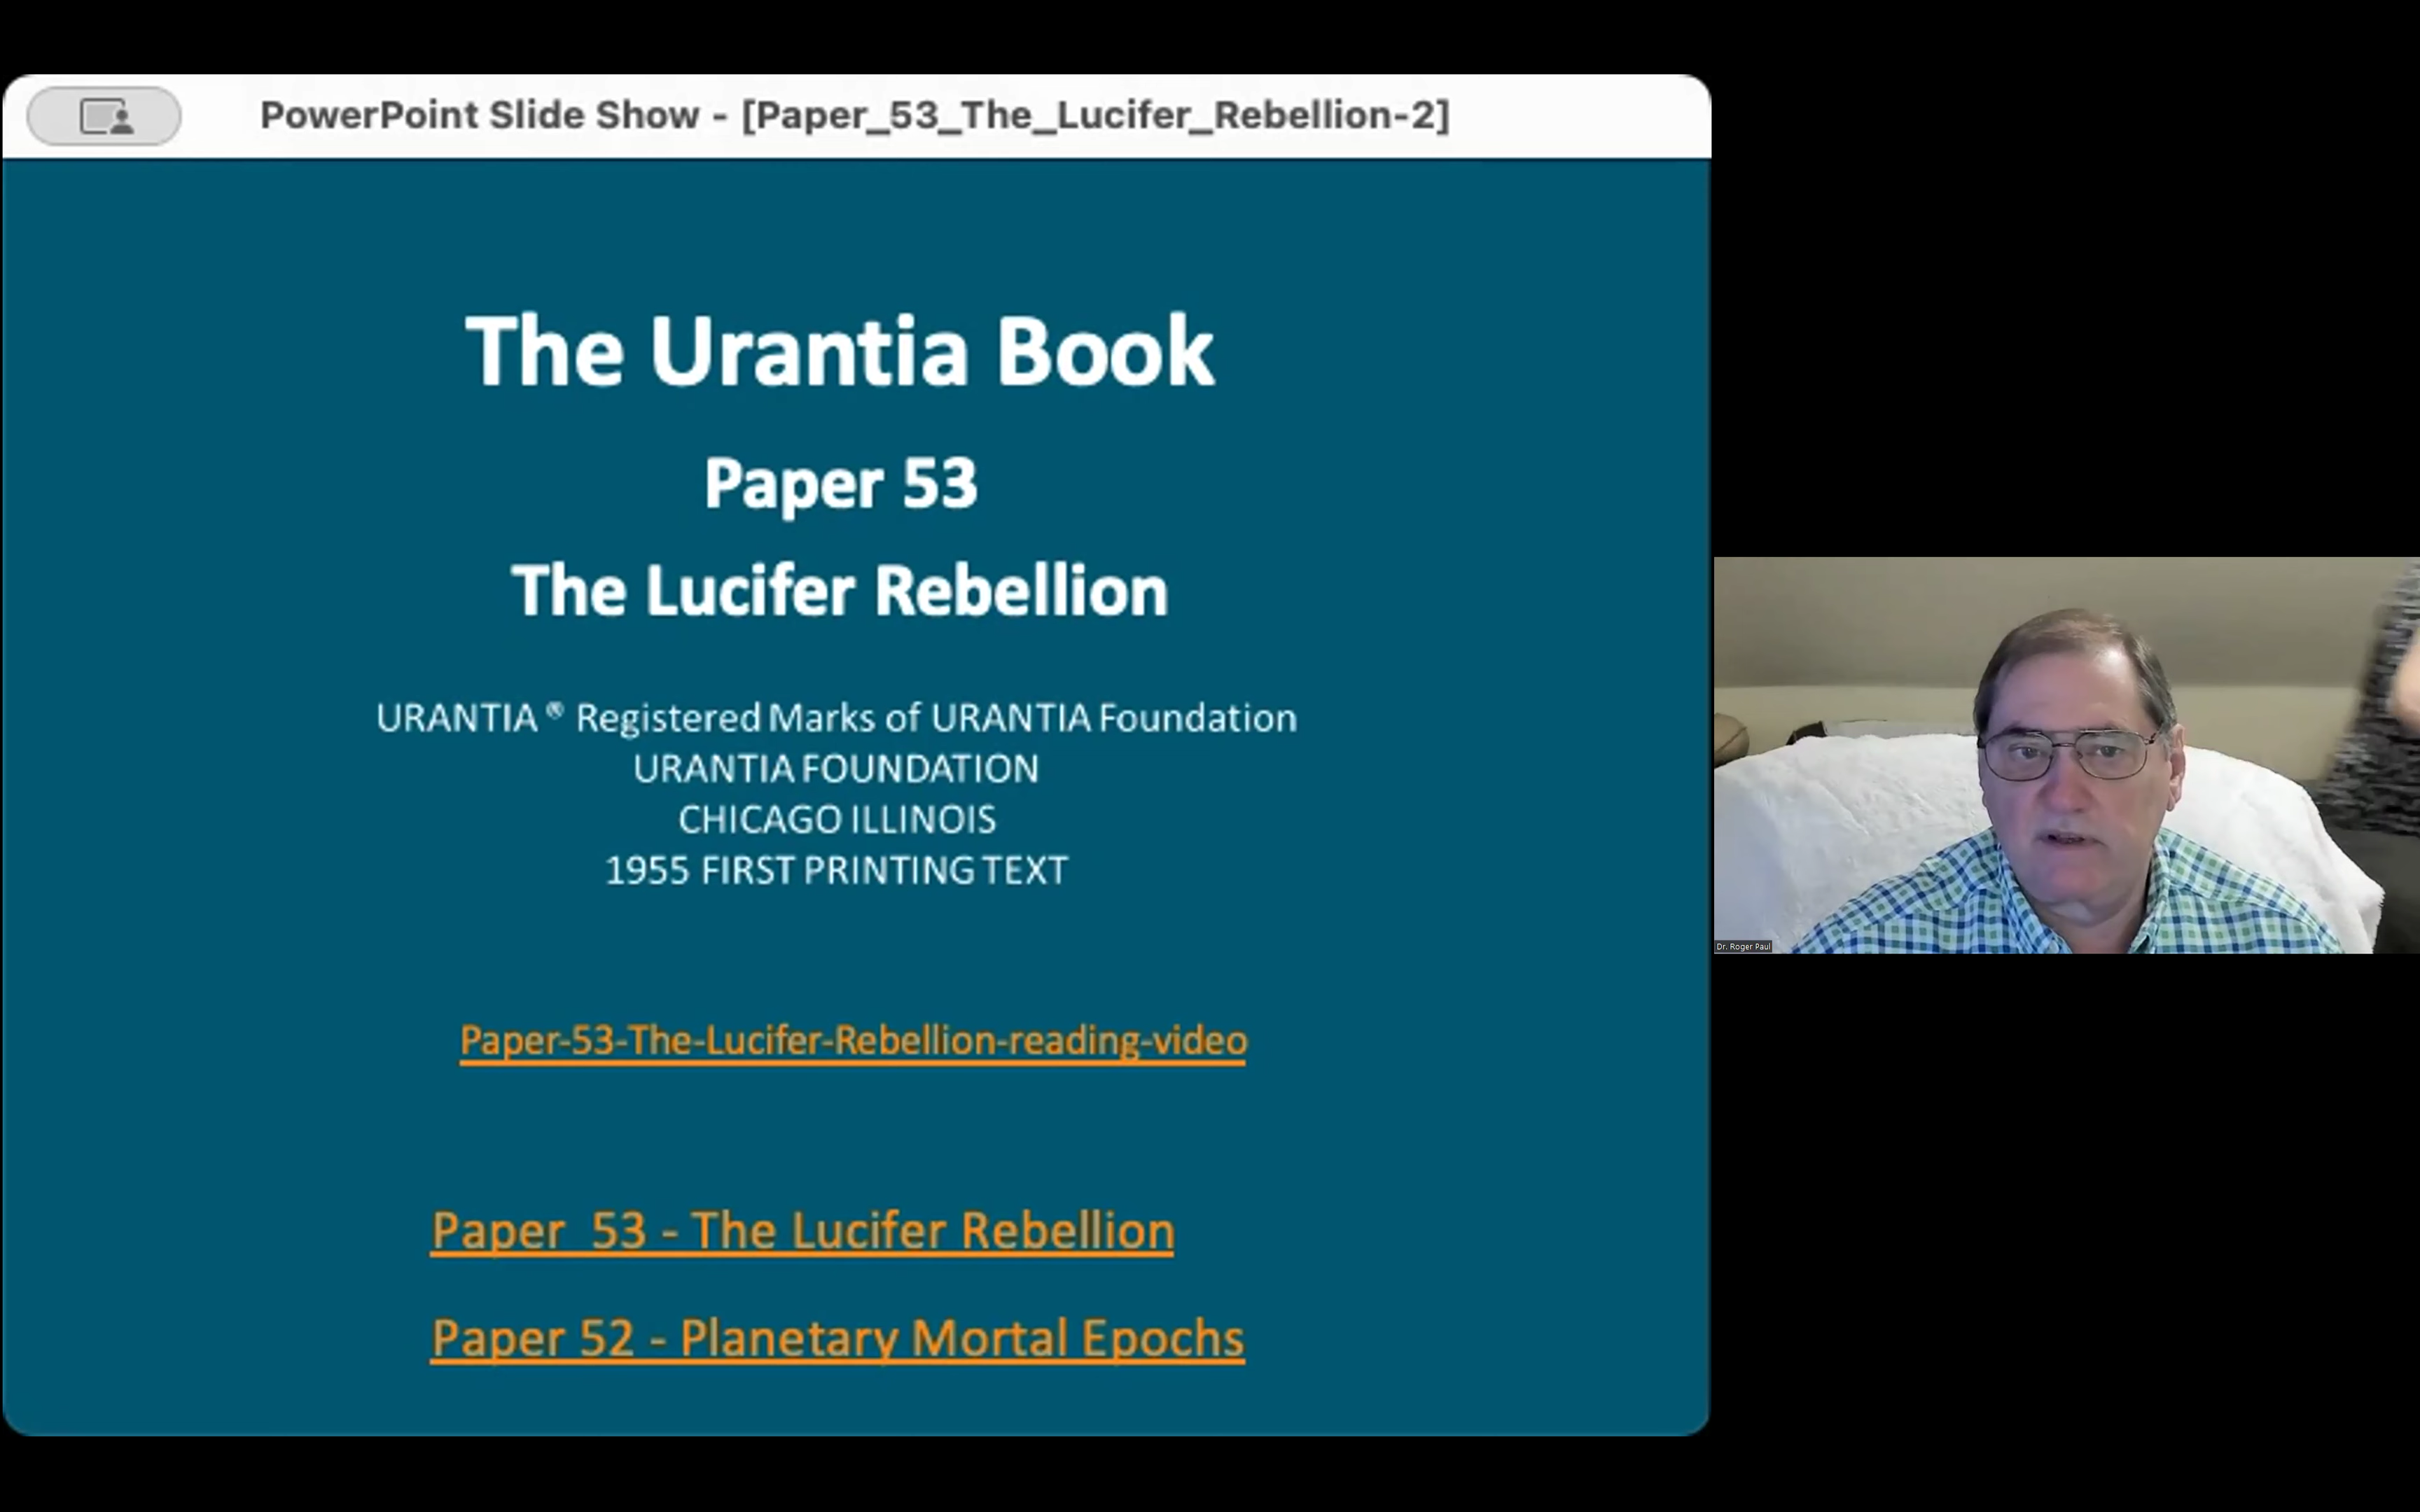 PowerPoint Slide Show - [Paper_53_The_Lucifer_Rebellion-2]
The Urantia Book
Paper 53
The Lucifer Rebellion
URANTIA ® Registered Marks of URANTIA Foundation
URANTIA FOUNDATION
CHICAGO ILLINOIS
1955 FIRST PRINTING TEXT
Paper-53-The-Lucifer-Rebellion-reading-video
Paper  53 - The Lucifer Rebellion
Paper 52 - Planetary Mortal Epochs
Dr. Roger Paul